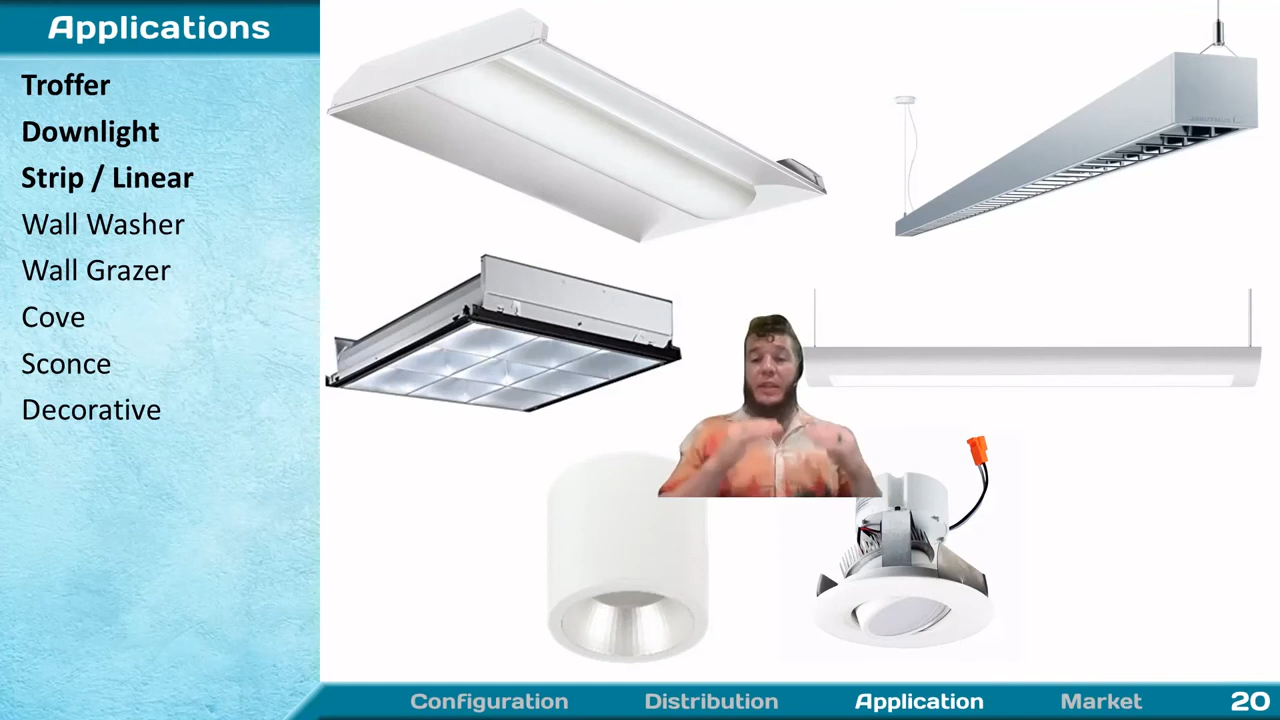 Applications
Troffer
Downlight
Strip / Linear
Wall Washer
Wall Grazer
Cove
Sconce
Decorative
Configuration Distribution Application Market 20